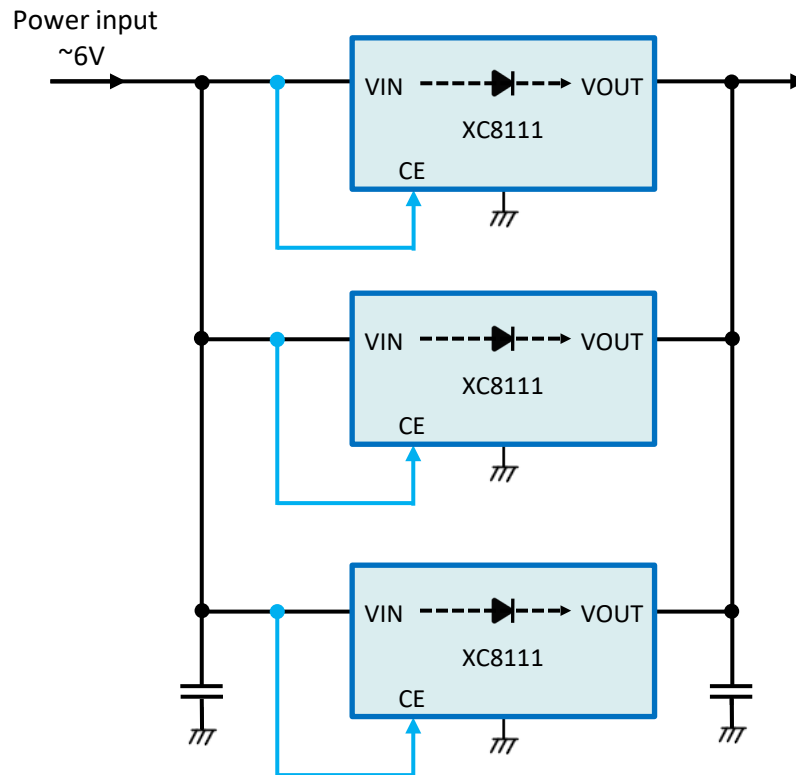 Power input
~6V
VIN VOUT
XC8111
CE
VIN VOUT
XC8111
CE
VIN VOUT
XC8111
CE